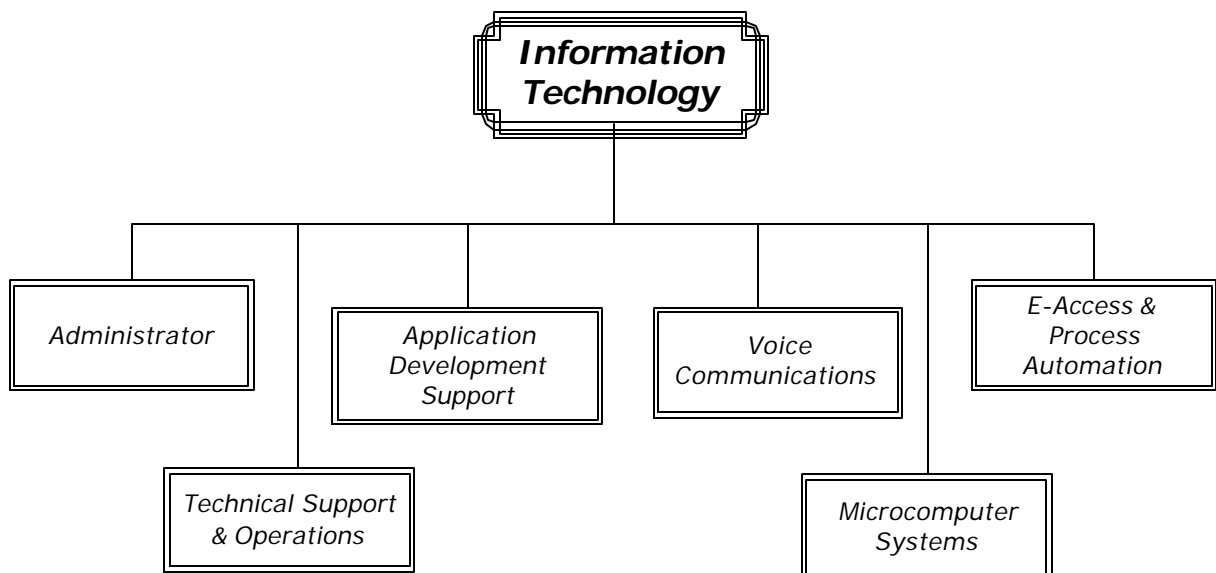 Information
Technology
Administrator
Application
Development
Support
Voice
Communications
E-Access &
Process
Automation
Technical Support
& Operations
Microcomputer
Systems